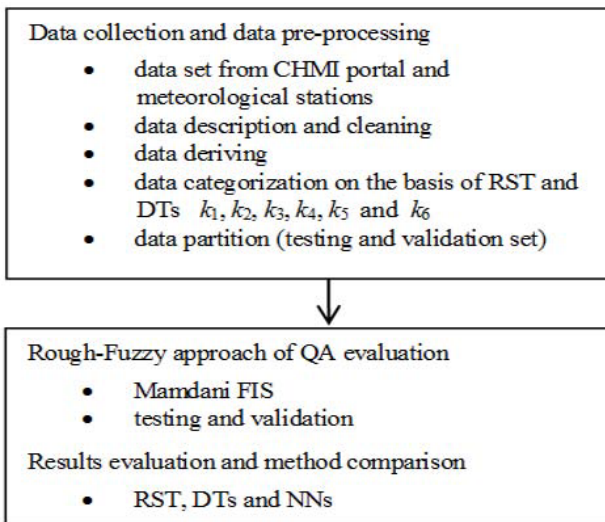 Data collection and data pre-processing
• data set from CHMI portal and
meteorological stations
• data description and cleaning
• data deriving
• data categorization on the basis of RST and
DTs k1, k2, k3, k4, k5 and k6
• data partition (testing and validation set)
Rough-Fuzzy approach of QA evaluation
• Mamdani FIS
• testing and validation
Results evaluation and method comparison
• RST, DTs and NNs